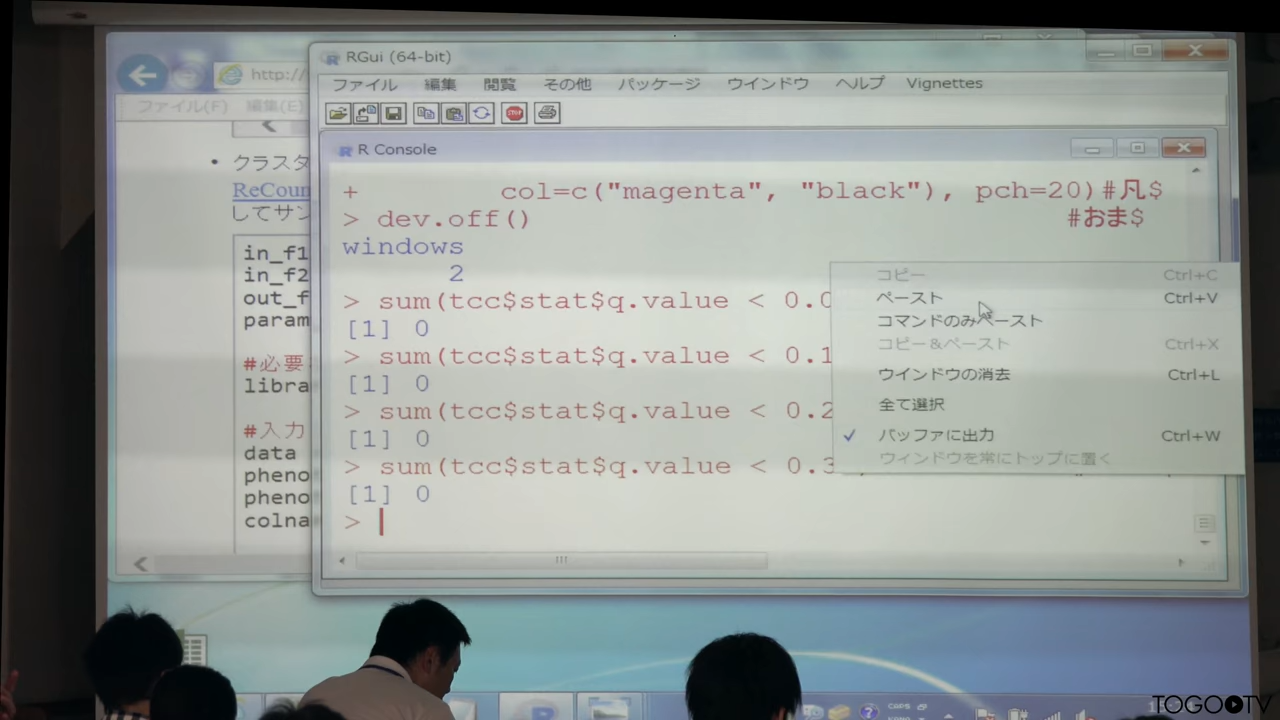 RGui (64-bit)
http://
ファイル(F) 編集(E)
ファイル 編集 閲覧 その他 パッケージ ウインドウ ヘルプ Vignettes
STOP
R Console
• クラスタ
ReCoun
してサン
in_f1
in_f2
out_f
param
#必要
libra
#入力
data
pheno
pheno
colna
+ col=c("magenta", "black"), pch=20)#凡$
> dev.off() #おま$
windows
2
> sum(tcc$stat$q.value < 0.0
[1] 0
> sum(tcc$stat$q.value < 0.1
[1] 0
> sum(tcc$stat$q.value < 0.2
[1] 0
> sum(tcc$stat$q.value < 0.3
[1] 0
>
コピー Ctrl+C
ペースト Ctrl+V
コマンドのみペースト
コピー&ペースト Ctrl+X
ウインドウの消去 Ctrl+L
全て選択
✓ バッファに出力 Ctrl+W
ウィンドウを常にトップに置く
CAPS
TOGOTV